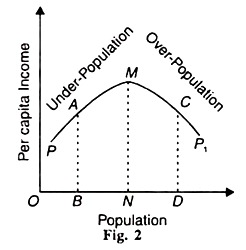 Per capita Income
Under-Population
Over-Population
M
A
C
P
P₁
O
B
N
D
Population
Fig. 2